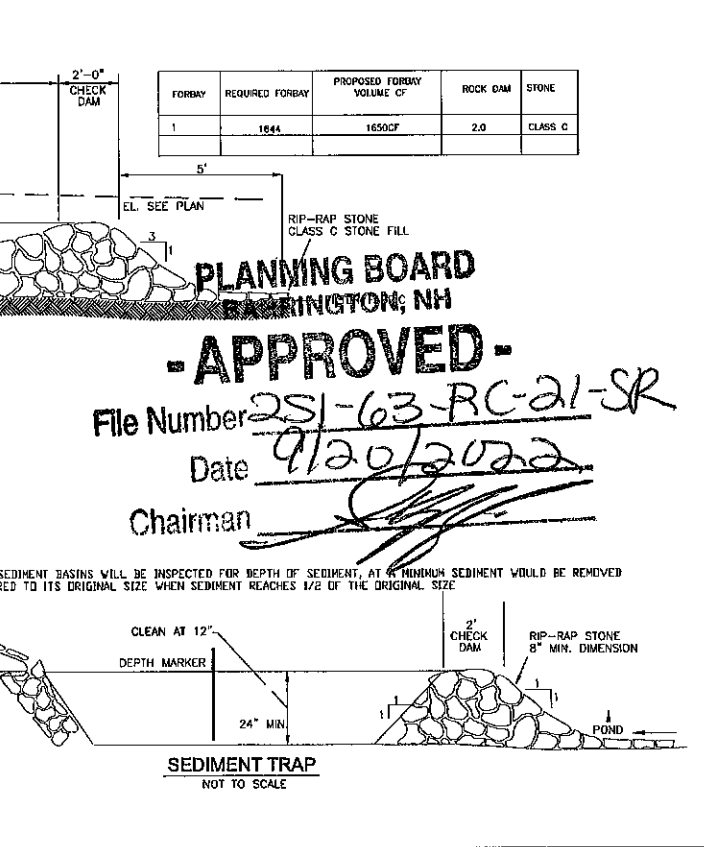 2'-0"
CHECK
DAM
FORBAY REQUIRED FORBAY PROPOSED FORBAY VOLUME CF ROCK DAM STONE
1 1644 1650CF 2.0 CLASS C
5'
EL. SEE PLAN
RIP-RAP STONE
CLASS C STONE FILL
3
1
PLANNING BOARD
BARRINGTON, NH
-APPROVED-
File Number 251-63-RC-21-SR
Date 9/20/2022
Chairman
SEDIMENT BASINS WILL BE INSPECTED FOR DEPTH OF SEDIMENT, AT A MINIMUM SEDIMENT WOULD BE REMOVED
RED TO ITS ORIGINAL SIZE WHEN SEDIMENT REACHES 1/2 OF THE ORIGINAL SIZE
CLEAN AT 12"
DEPTH MARKER
24" MIN.
2'
CHECK
DAM
RIP-RAP STONE
8" MIN. DIMENSION
1
1
1
1
POND
SEDIMENT TRAP
NOT TO SCALE